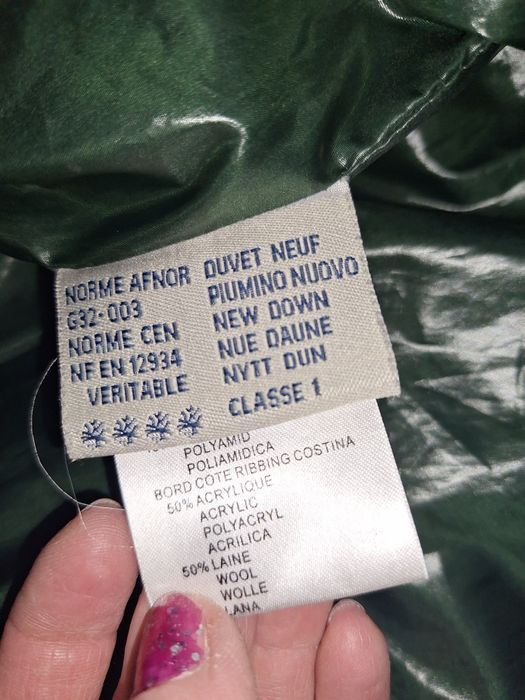 NORME AFNOR
G32-003
NORME CEN
NF EN 12934
VERITABLE
DUVET NEUF
PIUMINO NUOVO
NEW DOWN
NUE DAUNE
NYTT DUN
CLASSE 1
POLYAMID
POLIAMIDICA
BORD COTE RIBBING COSTINA
50% ACRYLIQUE
ACRYLIC
POLYACRYL
ACRILICA
50% LAINE
WOOL
WOLLE
LANA